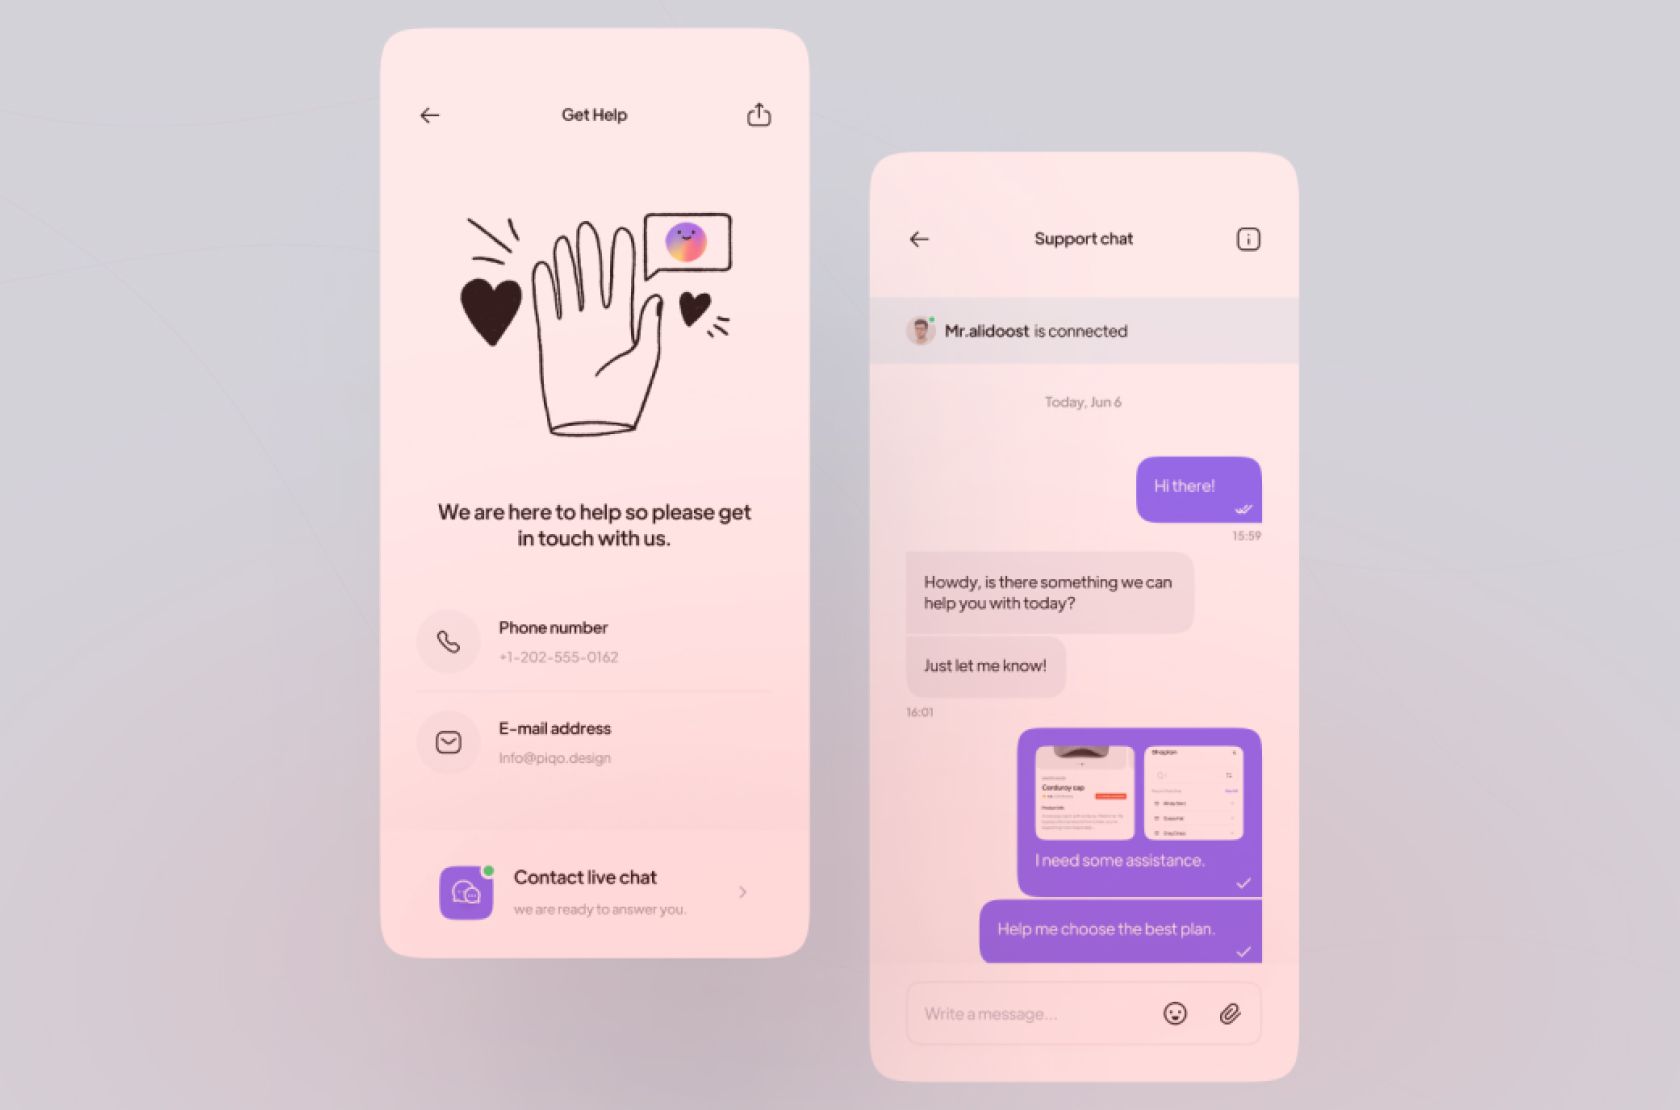 Get Help
We are here to help so please get
in touch with us.
Phone number
+1-202-555-0162
E-mail address
Info@piqo.design
Contact live chat
we are ready to answer you.
Support chat
Mr.alidoost is connected
Today, Jun 6
Hi there!
15:59
Howdy, is there something we can
help you with today?
Just let me know!
16:01
Corduroy cap
Product info
Shoplon
I need some assistance.
Help me choose the best plan.
Write a message...